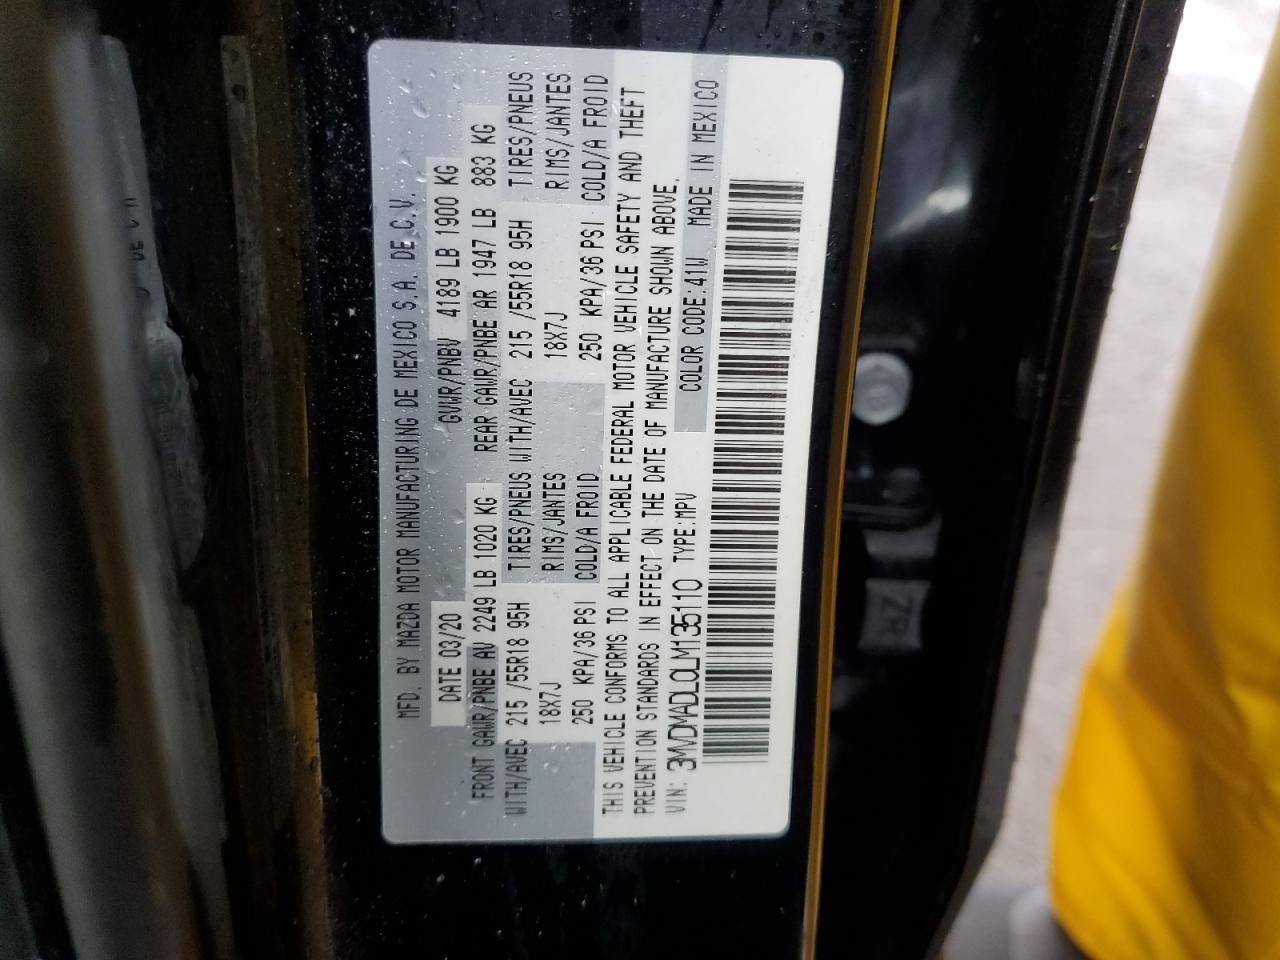 MFD. BY MAZDA MOTOR MANUFACTURING DE MEXICO S.A. DE C.V.
DATE 03/20 GVWR/PNBV 4189 LB 1900 KG
FRONT GAWR/PNBE AV 2249 LB 1020 KG REAR GAWR/PNBE AR 1947 LB 883 KG
WITH/AVEC 215 /55R18 95H TIRES/PNEUS WITH/AVEC 215 /55R18 95H TIRES/PNEUS
18X7J RIMS/JANTES 18X7J RIMS/JANTES
250 KPA/36 PSI COLD/A FROID 250 KPA/36 PSI COLD/A FROID
THIS VEHICLE CONFORMS TO ALL APPLICABLE FEDERAL MOTOR VEHICLE SAFETY AND THEFT
PREVENTION STANDARDS IN EFFECT ON THE DATE OF MANUFACTURE SHOWN ABOVE.
VIN: 3MVDMADL0LM135110 TYPE:MPV COLOR CODE:41W MADE IN MEXICO
ZR